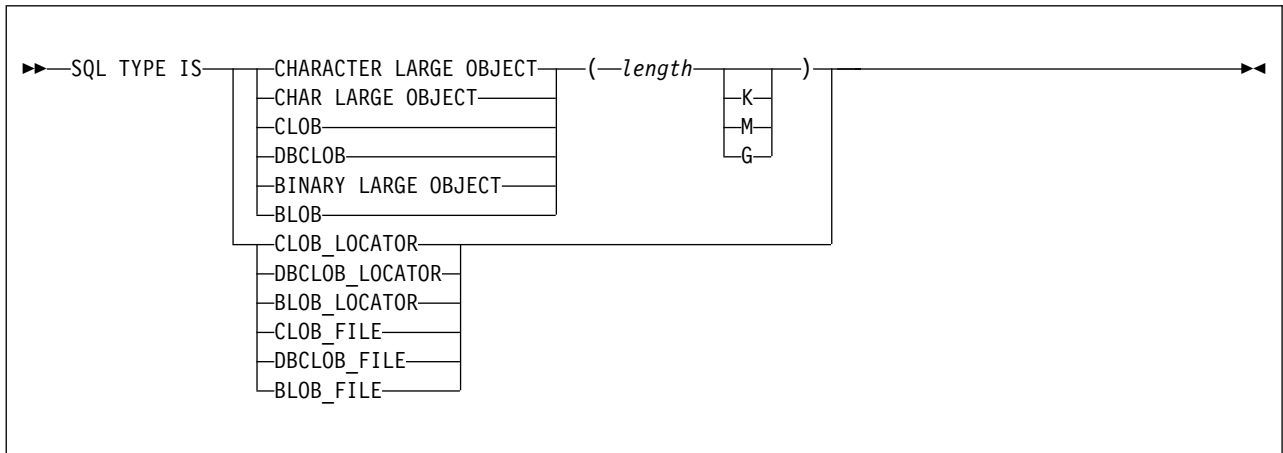 SQL TYPE IS CHARACTER LARGE OBJECT ( length )
CHAR LARGE OBJECT K
CLOB M
DBCLOB G
BINARY LARGE OBJECT
BLOB
CLOB_LOCATOR
DBCLOB_LOCATOR
BLOB_LOCATOR
CLOB_FILE
DBCLOB_FILE
BLOB_FILE